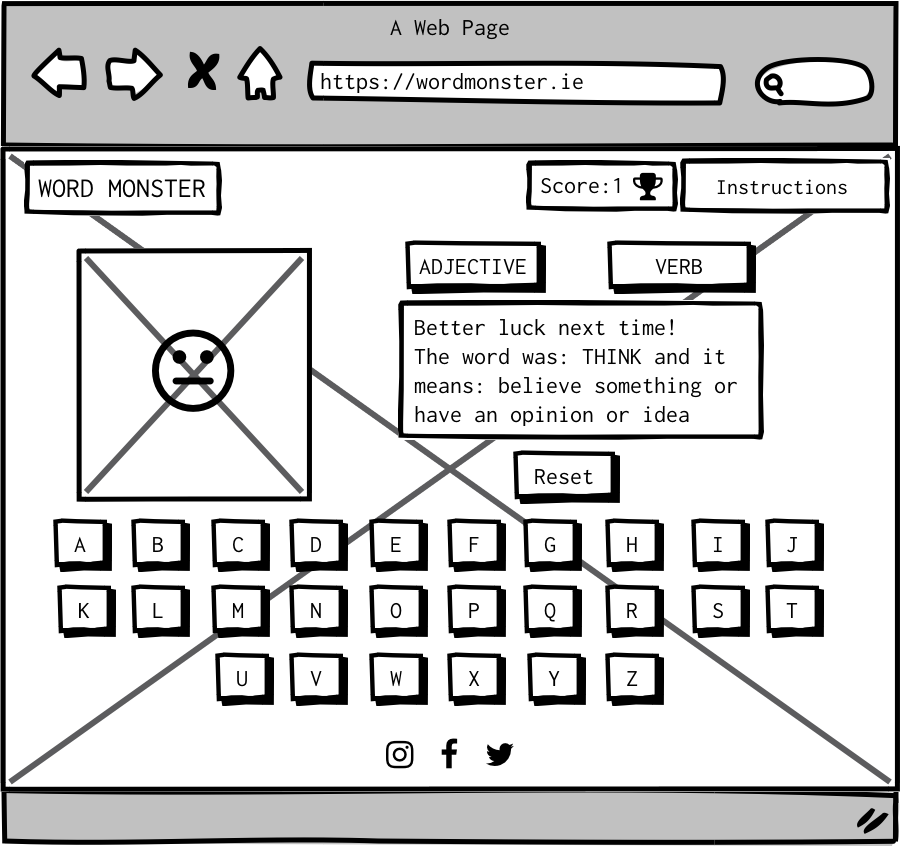 A Web Page
https://wordmonster.ie
WORD MONSTER
Score:1
Instructions
ADJECTIVE
VERB
Better luck next time!
The word was: THINK and it
means: believe something or
have an opinion or idea
Reset
A B C D E F G H I J
K L M N O P Q R S T
U V W X Y Z